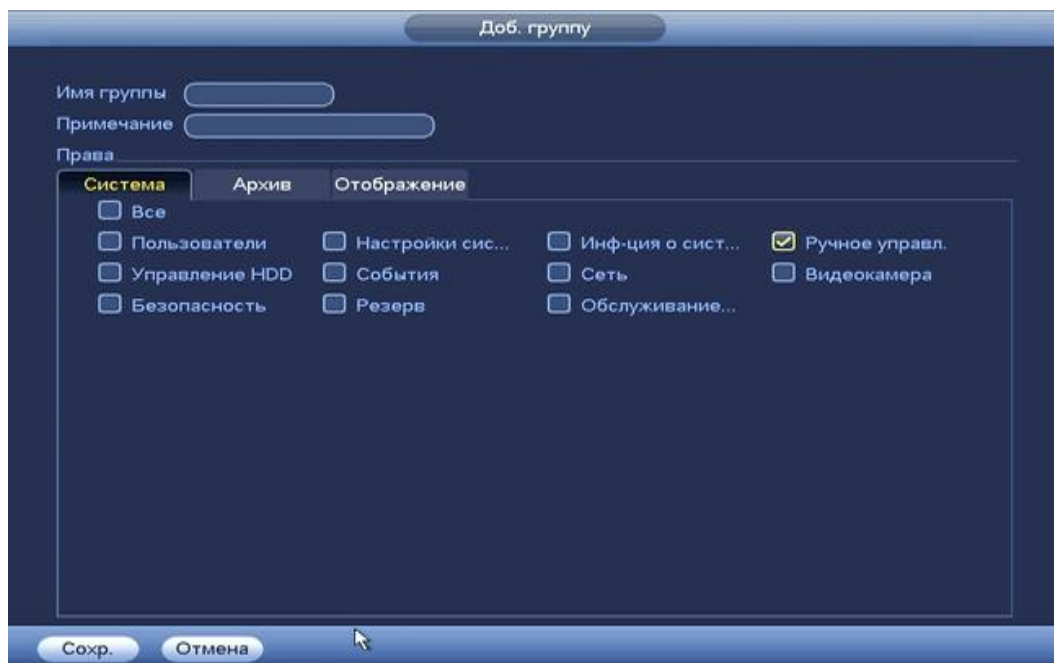 Доб. группу
Имя группы
Примечание
Права
Система Архив Отображение
Все
Пользователи Настройки сис... Инф-ция о сист... Ручное управл.
Управление HDD События Сеть Видеокамера
Безопасность Резерв Обслуживание...
Сохр. Отмена